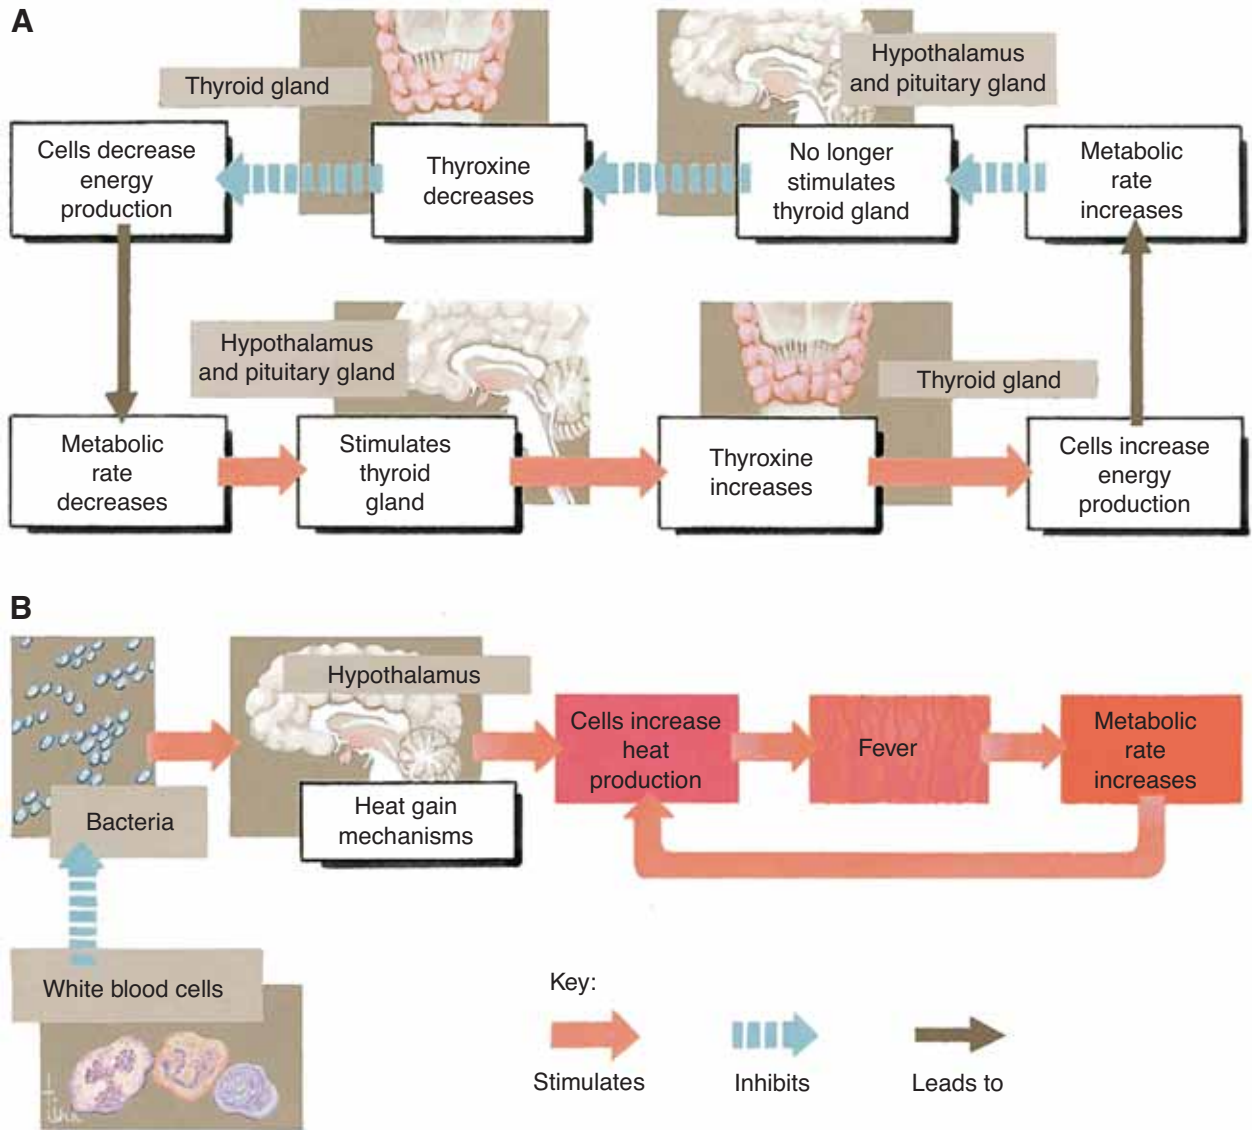 A
Thyroid gland
Hypothalamus
and pituitary gland
Cells decrease
energy
production
Thyroxine
decreases
No longer
stimulates
thyroid gland
Metabolic
rate
increases
Hypothalamus
and pituitary gland
Thyroid gland
Metabolic
rate
decreases
Stimulates
thyroid
gland
Thyroxine
increases
Cells increase
energy
production
B
Hypothalamus
Cells increase
heat
production
Fever
Metabolic
rate
increases
Bacteria
Heat gain
mechanisms
White blood cells
Key:
Stimulates
Inhibits
Leads to